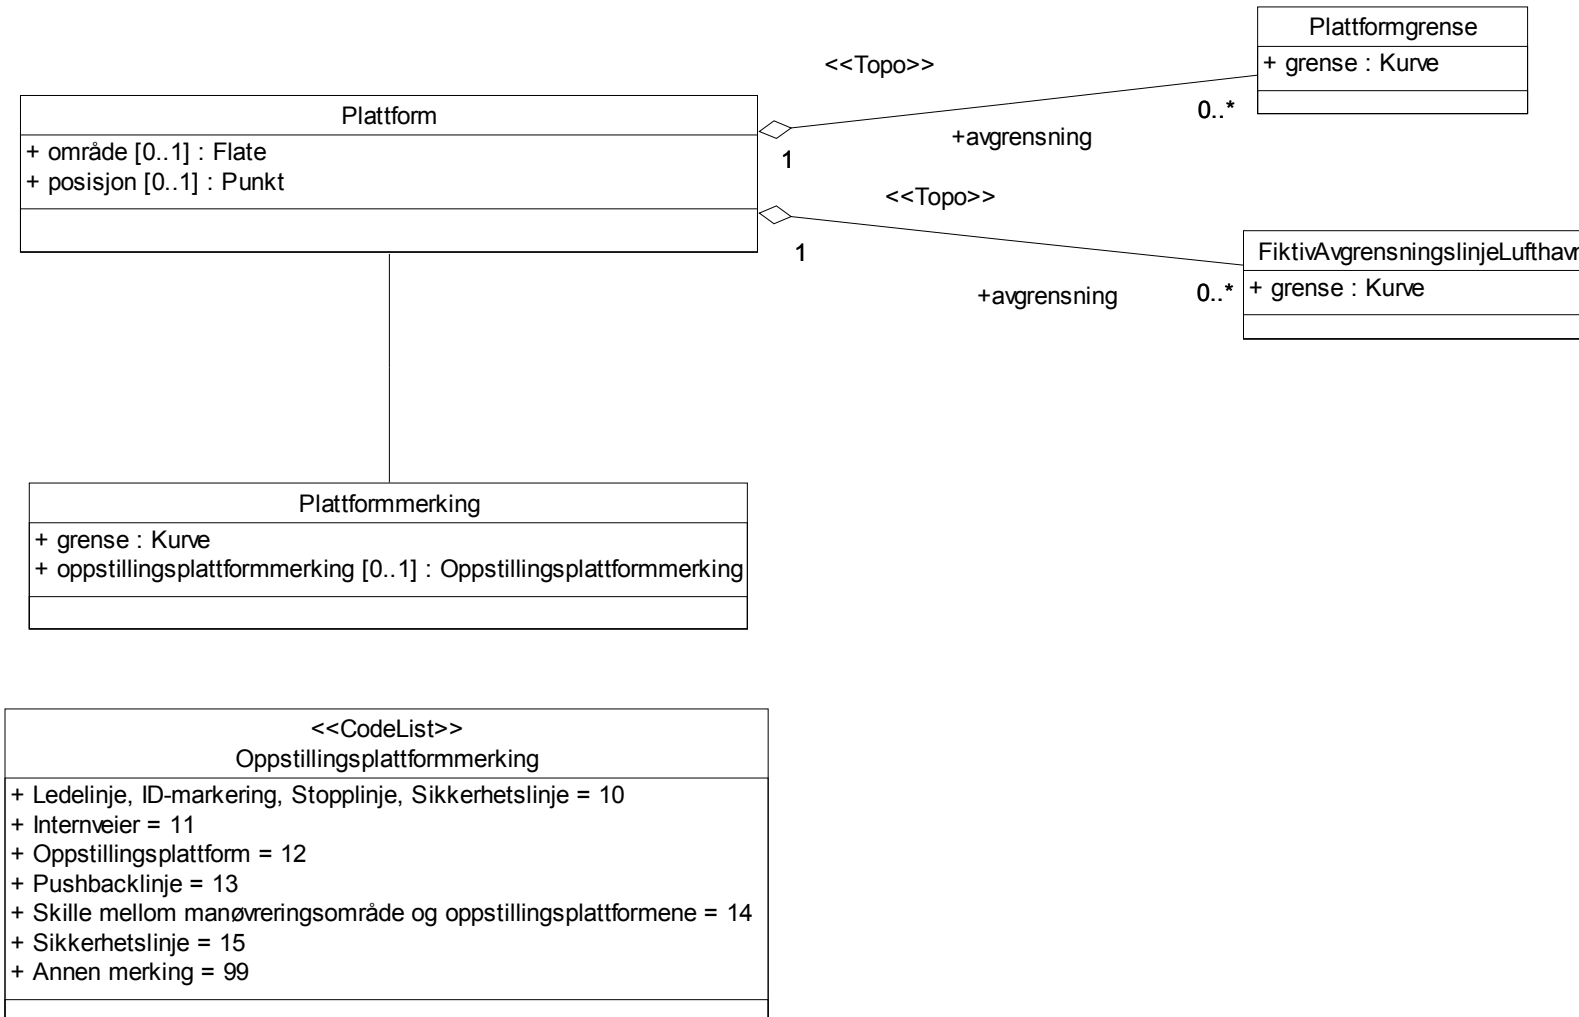 Plattformgrense
+ grense : Kurve
<<Topo>>
0..*
+avgrensning
Plattform
+ område [0..1] : Flate
+ posisjon [0..1] : Punkt
1
<<Topo>>
1
+avgrensning
0..*
FiktivAvgrensningslinjeLufthavn
+ grense : Kurve
Plattformmerking
+ grense : Kurve
+ oppstillingsplattformmerking [0..1] : Oppstillingsplattformmerking
<<CodeList>>
Oppstillingsplattformmerking
+ Ledelinje, ID-markering, Stopplinje, Sikkerhetslinje = 10
+ Internveier = 11
+ Oppstillingsplattform = 12
+ Pushbacklinje = 13
+ Skille mellom manøvreringsområde og oppstillingsplattformene = 14
+ Sikkerhetslinje = 15
+ Annen merking = 99